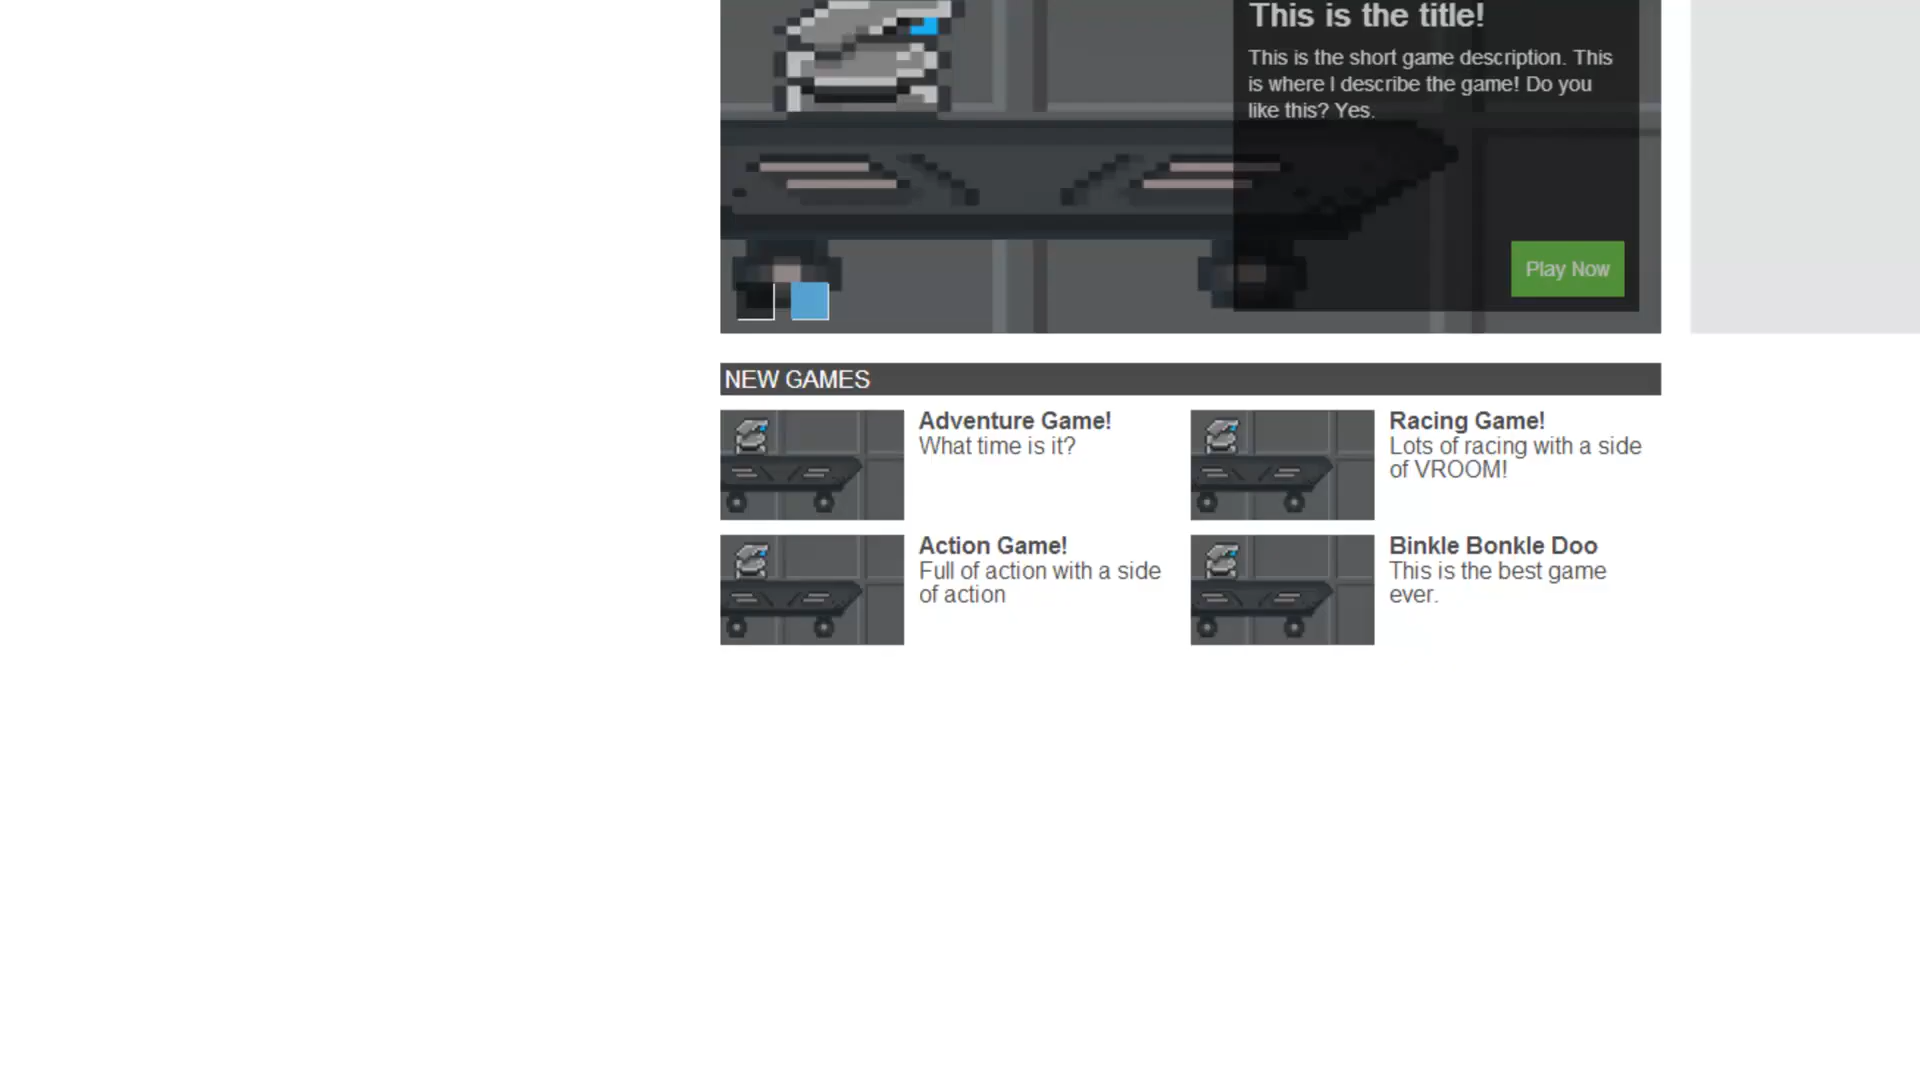 This is the title!
This is the short game description. This
is where I describe the game! Do you
like this? Yes.
Play Now
NEW GAMES
Adventure Game!
What time is it?
Racing Game!
Lots of racing with a side
of VROOM!
Action Game!
Full of action with a side
of action
Binkle Bonkle Doo
This is the best game
ever.